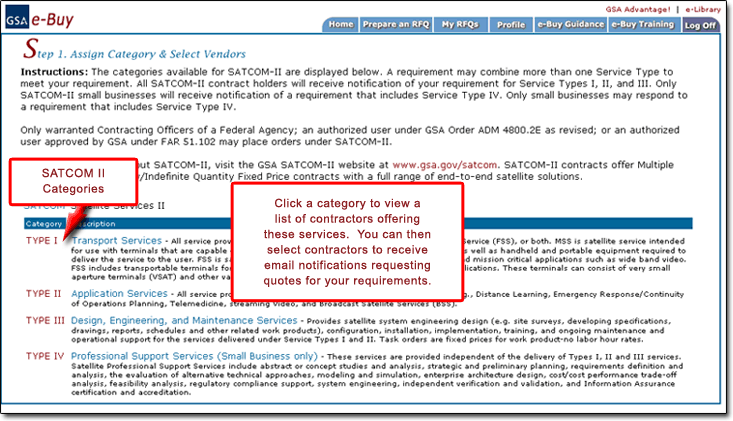 GSA Advantage! | e-Library
GSA e-Buy
Home Prepare an RFQ My RFQs Profile e-Buy Guidance e-Buy Training Log Off
Step 1. Assign Category & Select Vendors
Instructions: The categories available for SATCOM-II are displayed below. A requirement may combine more than one Service Type to
meet your requirement. All SATCOM-II contract holders will receive notification of your requirement for Service Types I, II, and III. Only
SATCOM-II small businesses will receive notification of a requirement that includes Service Type IV. Only small businesses may respond to
a requirement that includes Service Type IV.
Only warranted Contracting Officers of a Federal Agency; an authorized user under GSA Order ADM 4800.2E as revised; or an authorized
user approved by GSA under FAR 51.102 may place orders under SATCOM-II.
out SATCOM-II, visit the GSA SATCOM-II website at www.gsa.gov/satcom. SATCOM-II contracts offer Multiple
/Indefinite Quantity Fixed Price contracts with a full range of end-to-end satellite solutions.
SATCOM II
Categories
Click a category to view a
list of contractors offering
these services. You can then
select contractors to receive
email notifications requesting
quotes for your requirements.
SATCOM Satellite Services II
Category Description
TYPE I Transport Services - All service prov Service (FSS), or both. MSS is satellite service intended
for use with terminals that are capable well as handheld and portable equipment required to
deliver the service to the user. FSS is sa and mission critical applications such as wide band video.
FSS includes transportable terminals fo lications. These terminals can consist of very small
aperture terminals (VSAT) and other va
TYPE II Application Services - All service pro g., Distance Learning, Emergency Response/Continuity
of Operations Planning, Telemedicine, streaming video, and Broadcast Satellite Services (BSS).
TYPE III Design, Engineering, and Maintenance Services - Provides satellite system engineering design (e.g. site surveys, developing specifications,
drawings, reports, schedules and other related work products), configuration, installation, implementation, training, and ongoing maintenance and
operational support for the services delivered under Service Types I and II. Task orders are fixed prices for work product-no labor hour rates.
TYPE IV Professional Support Services (Small Business only) - These services are provided independent of the delivery of Types I, II and III services.
Satellite Professional Support Services include abstract or concept studies and analysis, strategic and preliminary planning, requirements definition and
analysis, the evaluation of alternative technical approaches, modeling and simulation, enterprise architecture design, cost/cost performance trade-off
analysis, feasibility analysis, regulatory compliance support, system engineering, independent verification and validation, and Information Assurance
certification and accreditation.